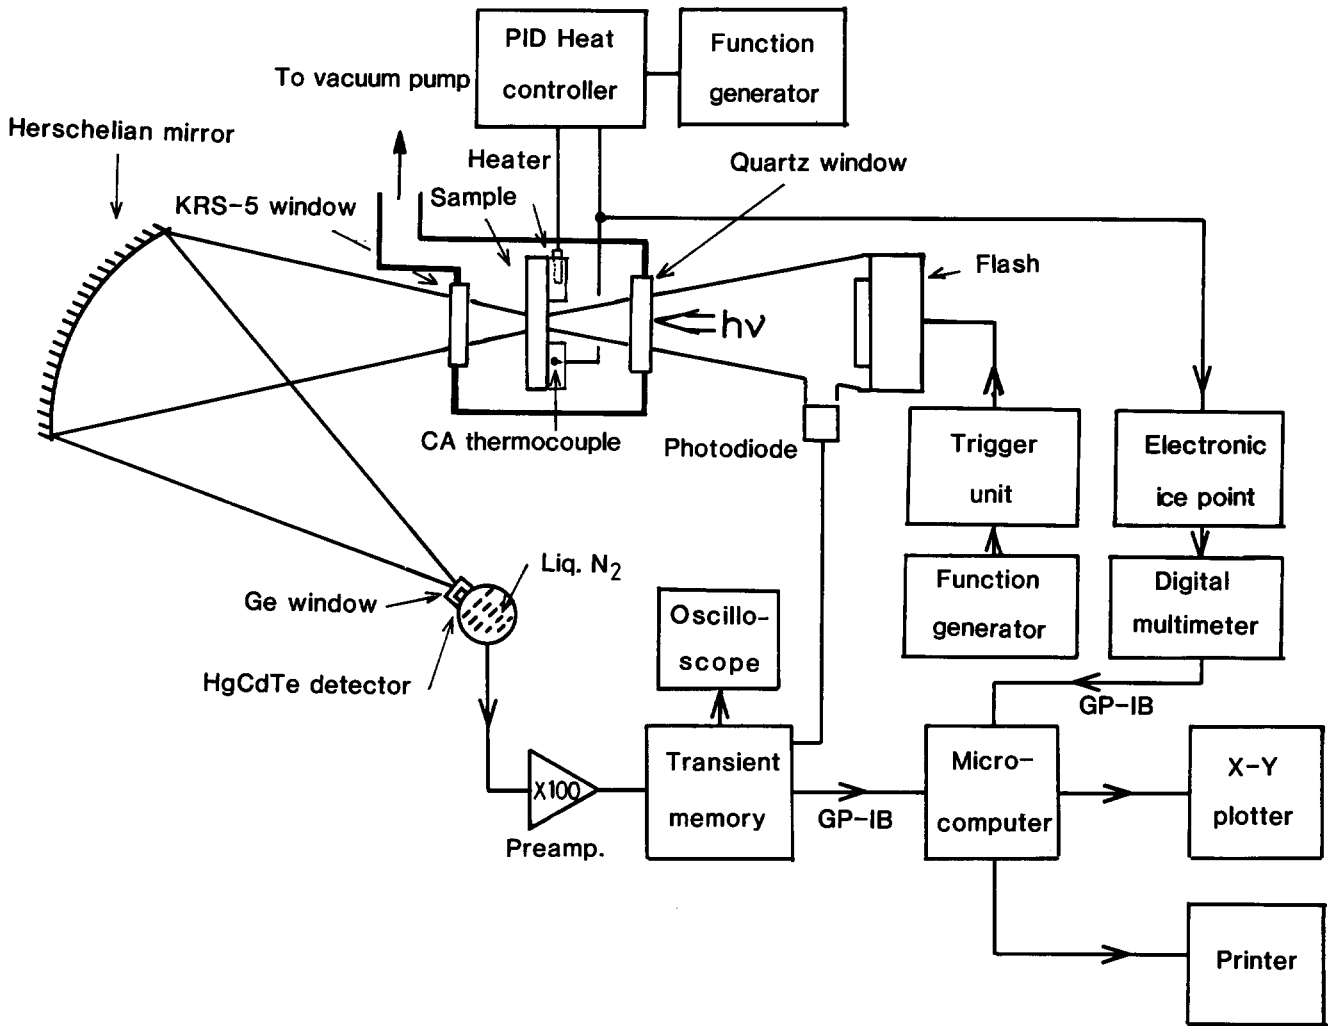 PID Heat
controller
Function
generator
To vacuum pump
Herschelian mirror
Heater
Quartz window
Sample
KRS-5 window
Flash
hν
CA thermocouple
Photodiode
Trigger
unit
Electronic
ice point
Liq. N2
Ge window
Oscillo-
scope
Function
generator
Digital
multimeter
HgCdTe detector
GP-IB
Transient
memory
Micro-
computer
X-Y
plotter
X100
GP-IB
Preamp.
Printer